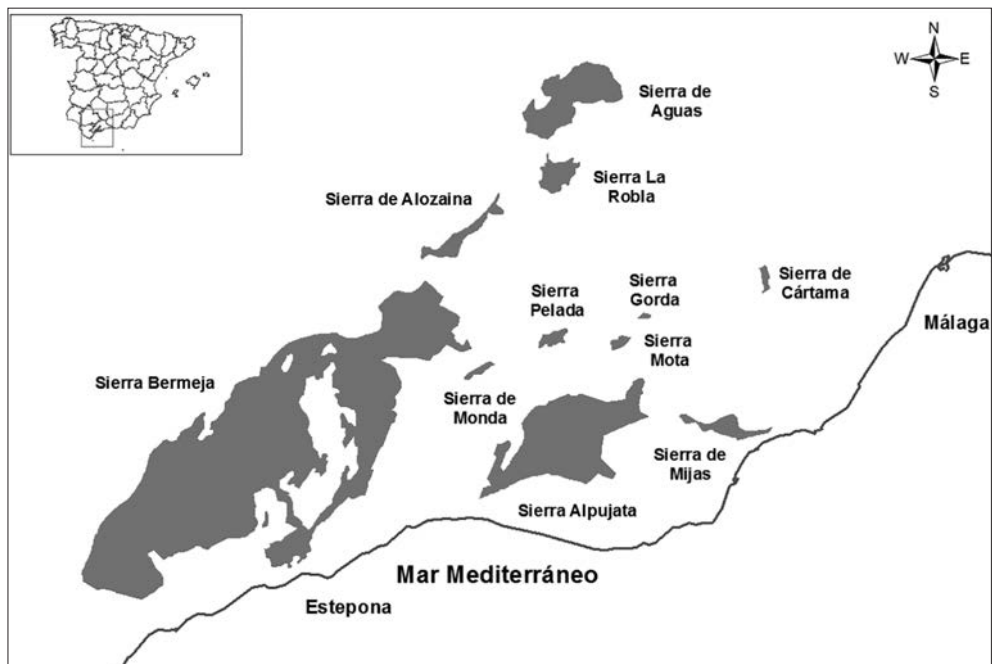 N
W E
S
Sierra de
Aguas
Sierra La
Robla
Sierra de Alozaina
Sierra de
Cártama
Sierra
Pelada
Sierra
Gorda
Málaga
Sierra
Mota
Sierra Bermeja
Sierra de
Monda
Sierra de
Mijas
Sierra Alpujata
Mar Mediterráneo
Estepona